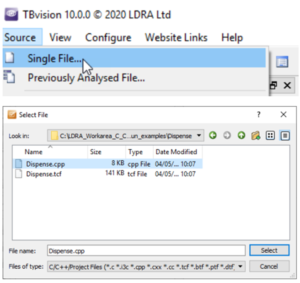 TBvision 10.0.0 © 2020 LDRA Ltd
Source View Configure Website Links Help
Single File...
Previously Analysed File...
Select File
Look in: C:\LDRA_Workarea_C_C...un_examples\Dispense
Name Size Type Date Modified
Dispense.cpp 8 KB cpp File 04/05/... 10:07
Dispense.tcf 141 KB tcf File 04/05/... 10:07
File name: Dispense.cpp Select
Files of type: C/C++/Project Files (*.c *.i3c *.cpp *.cxx *.cc *.tcf *.btf *.ptf *.dtf, Cancel